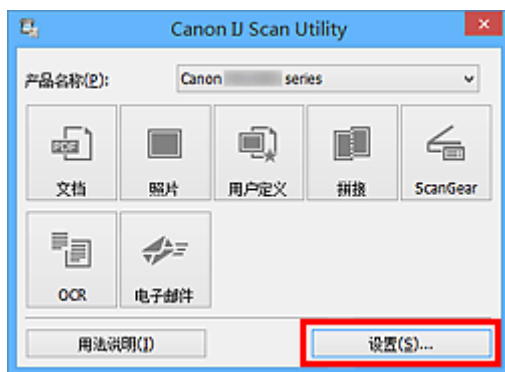 Canon IJ Scan Utility
产品名称(P):
Canon series
文档
照片
用户定义
拼接
ScanGear
OCR
电子邮件
用法说明(I)
设置(S)...